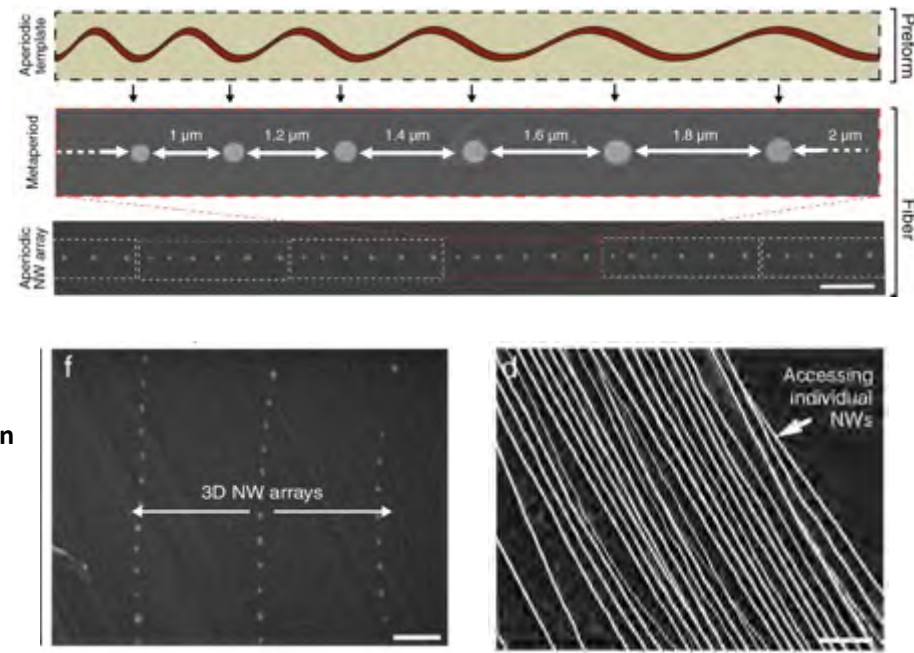 Aperiodic
template
Preform
Metaperiod
1 µm
1.2 µm
1.4 µm
1.6 µm
1.8 µm
2 µm
Aperiodic
NW array
Fiber
f
3D NW arrays
n
d
Accessing
individual
NWs